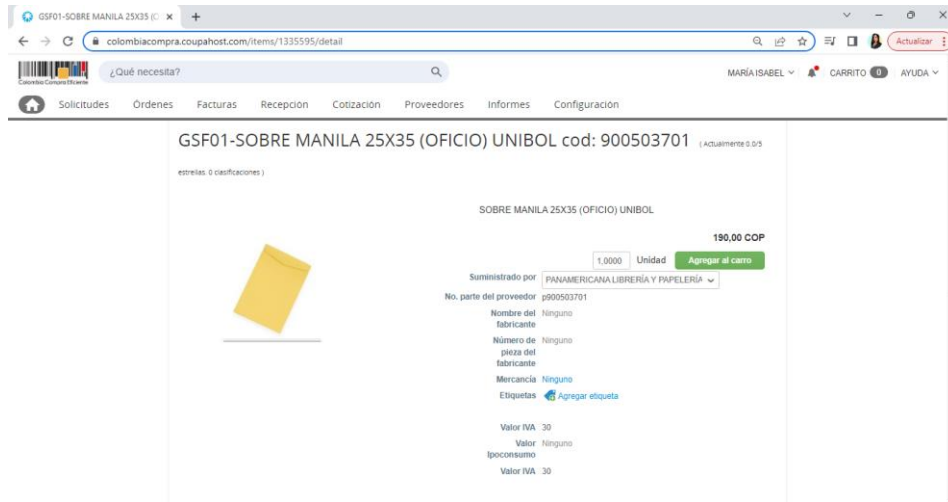 GSF01-SOBRE MANILA 25X35 (O
colombiacompra.coupahost.com/items/1335595/detail
Actualizar
Colombia Compra Eficiente
¿Qué necesita?
MARÍA ISABEL
CARRITO 0
AYUDA
Solicitudes Órdenes Facturas Recepción Cotización Proveedores Informes Configuración
GSF01-SOBRE MANILA 25X35 (OFICIO) UNIBOL cod: 900503701 ( Actualmente 0.0/5
estrellas. 0 clasificaciones )
SOBRE MANILA 25X35 (OFICIO) UNIBOL
190,00 COP
1,0000 Unidad Agregar al carro
Suministrado por PANAMERICANA LIBRERÍA Y PAPELERÍA
No. parte del proveedor p900503701
Nombre del Ninguno
fabricante
Número de Ninguno
pieza del
fabricante
Mercancía Ninguno
Etiquetas Agregar etiqueta
Valor IVA 30
Valor Ninguno
Ipoconsumo
Valor IVA 30